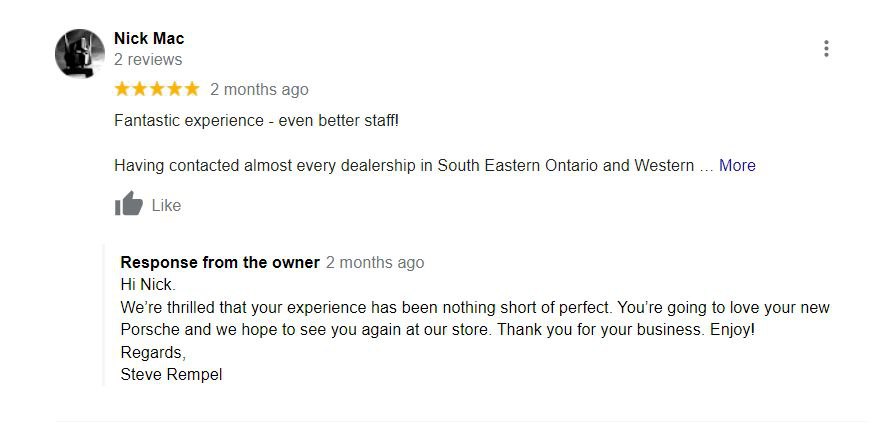 Nick Mac
2 reviews
2 months ago
Fantastic experience - even better staff!
Having contacted almost every dealership in South Eastern Ontario and Western … More
Like
Response from the owner 2 months ago
Hi Nick.
We’re thrilled that your experience has been nothing short of perfect. You’re going to love your new
Porsche and we hope to see you again at our store. Thank you for your business. Enjoy!
Regards,
Steve Rempel